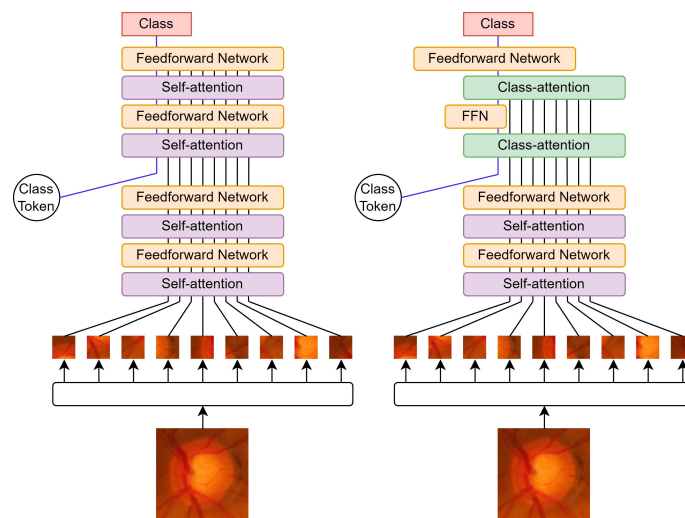 Class
Feedforward Network
Self-attention
Feedforward Network
Self-attention
Class
Token
Feedforward Network
Self-attention
Feedforward Network
Self-attention
Class
Feedforward Network
Class-attention
FFN
Class-attention
Class
Token
Feedforward Network
Self-attention
Feedforward Network
Self-attention